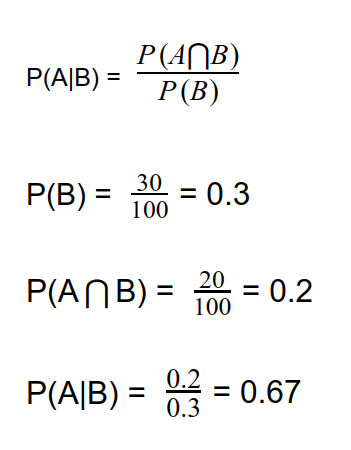 P(A|B) = P(A⋂B) / P(B)
P(B) = 30/100 = 0.3
P(A⋂B) = 20/100 = 0.2
P(A|B) = 0.2/0.3 = 0.67